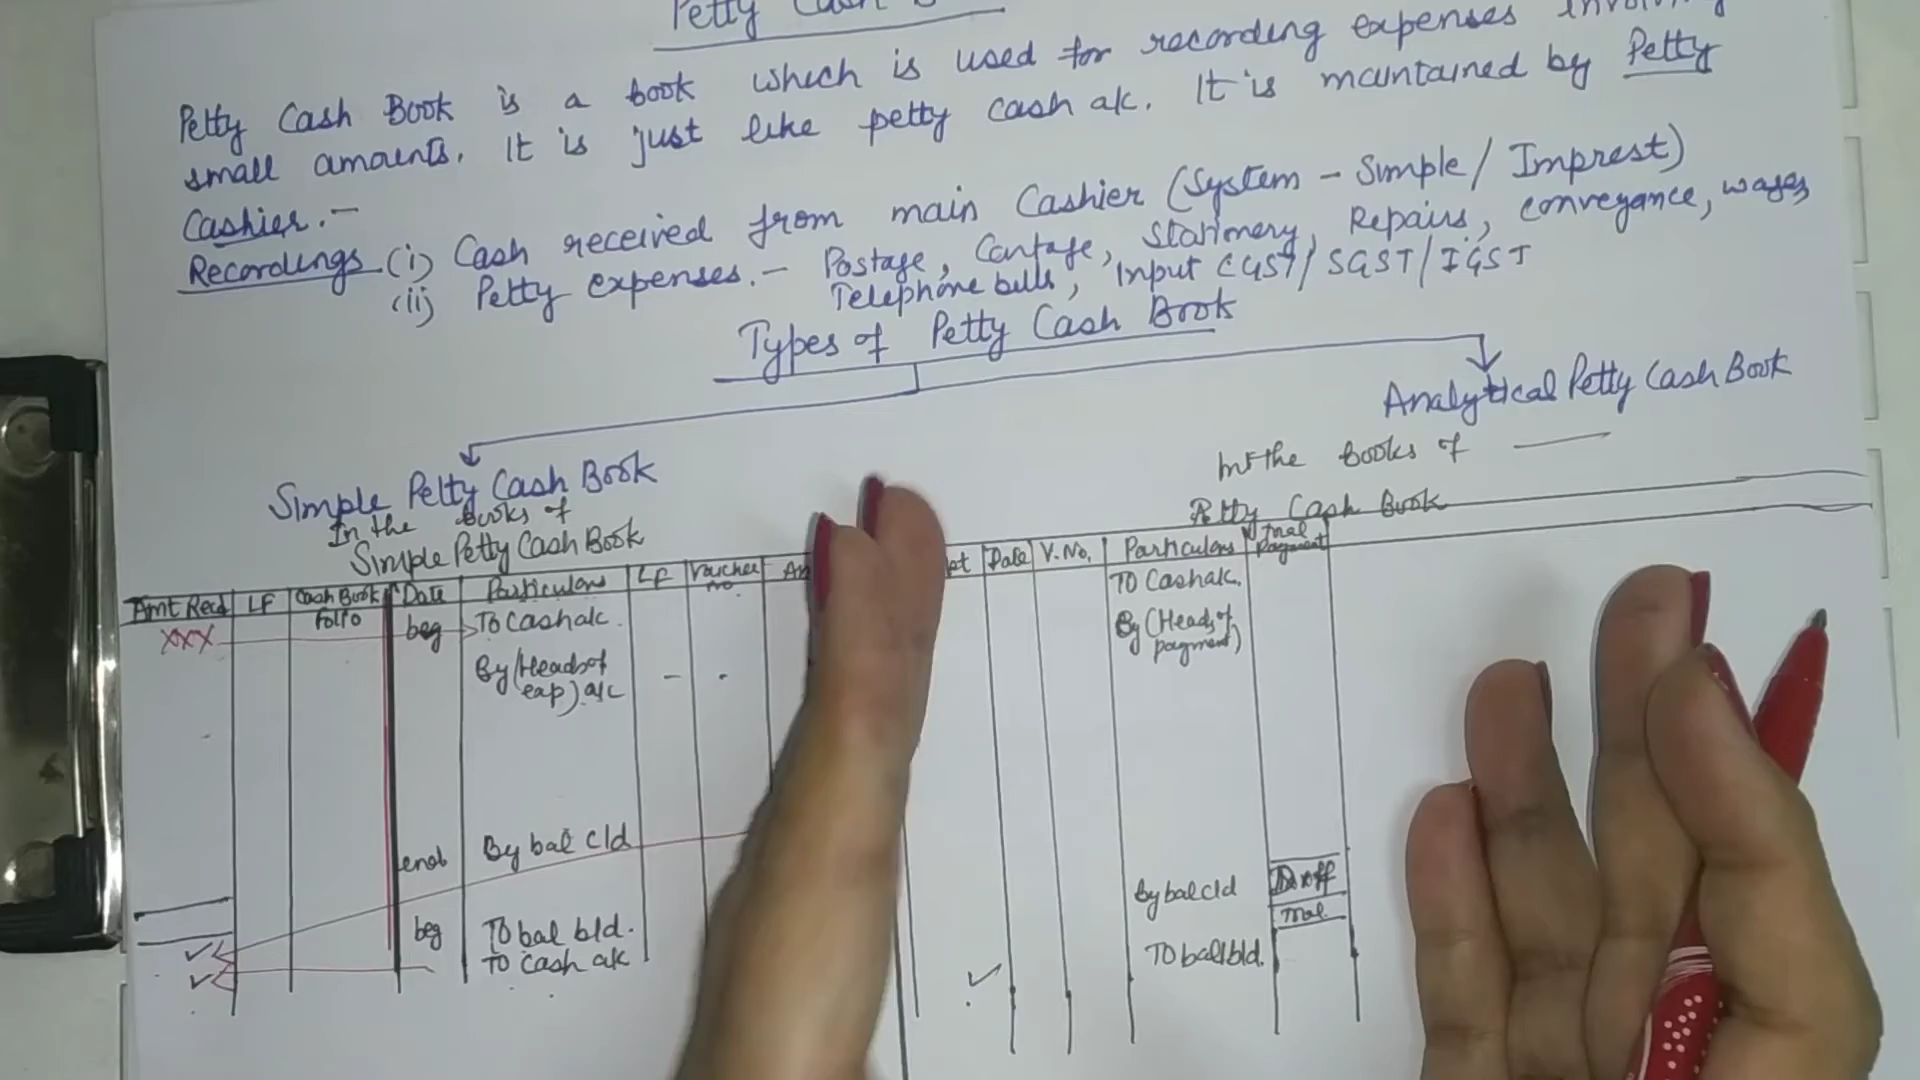 Petty Cash
Petty Cash Book is a book which is used for recording expenses
small amounts. It is just like petty cash a/c. It is maintained by Petty
Cashier.-
Recordings (i) Cash received from main Cashier (System - Simple / Imprest)
(ii) Petty expenses. - Postage, Cartage, Stationery, Repairs, conveyance, wages,
Telephone bills, Input CGST/SGST/IGST
Types of Petty Cash Book
Simple Petty Cash Book
Analytical Petty Cash Book
In the books of
Simple Petty Cash Book
Amt Recd LF Cash Book Folio Date Particulars LF Voucher No.
XXX beg To Cash a/c.
By (Heads of
exp) a/c - .
end By bal c/d
beg To bal b/d.
To cash a/c
In the books of
Petty Cash Book
Date V. No. Particulars Total Payment
To Cash a/c.
By (Heads of
payment)
By bal c/d
Total
To bal b/d.